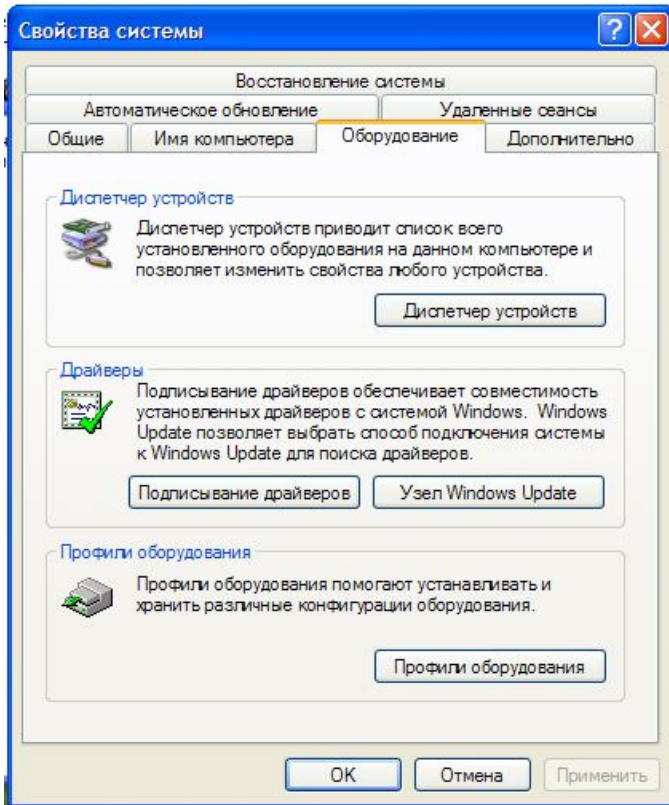 Свойства системы
Восстановление системы
Автоматическое обновление
Удаленные сеансы
Общие
Имя компьютера
Оборудование
Дополнительно
Диспетчер устройств
Диспетчер устройств приводит список всего
установленного оборудования на данном компьютере и
позволяет изменить свойства любого устройства.
Диспетчер устройств
Драйверы
Подписывание драйверов обеспечивает совместимость
установленных драйверов с системой Windows. Windows
Update позволяет выбрать способ подключения системы
к Windows Update для поиска драйверов.
Подписывание драйверов
Узел Windows Update
Профили оборудования
Профили оборудования помогают устанавливать и
хранить различные конфигурации оборудования.
Профили оборудования
OK
Отмена
Применить